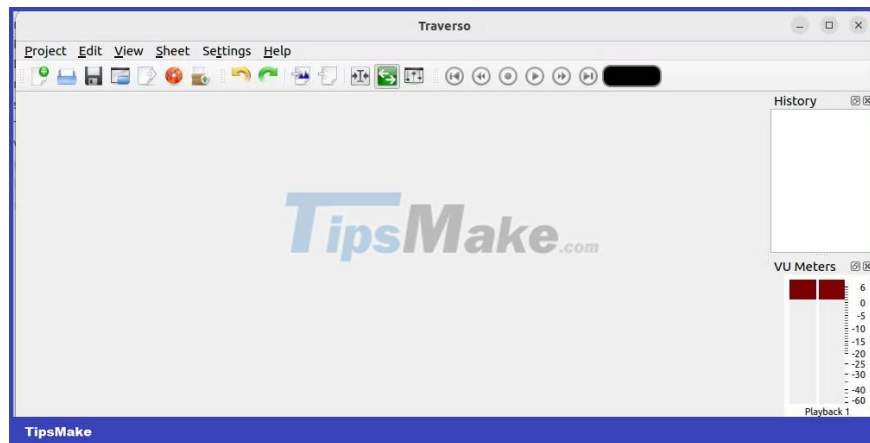 Traverso
Project Edit View Sheet Settings Help
History
TipsMake.com
VU Meters
6
0
-5
-10
-15
-20
-25
-30
-40
-60
Playback 1
TipsMake